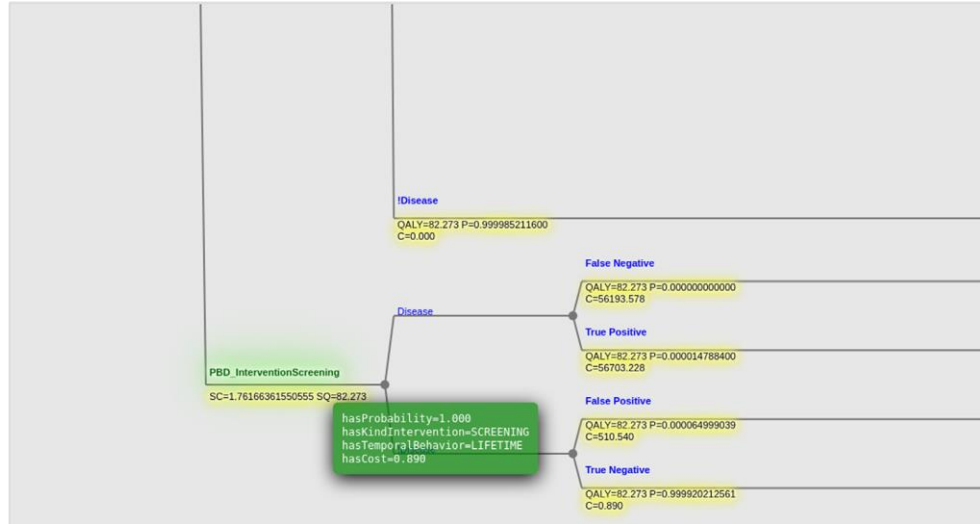 !Disease
QALY=82.273 P=0.999985211600
C=0.000
False Negative
QALY=82.273 P=0.000000000000
C=56193.578
Disease
True Positive
QALY=82.273 P=0.000014788400
C=56703.228
PBD_InterventionScreening
SC=1.76166361550555 SQ=82.273
False Positive
QALY=82.273 P=0.000064999039
C=510.540
hasProbability=1.000
hasKindIntervention=SCREENING
hasTemporalBehavior=LIFETIME
hasCost=0.890
True Negative
QALY=82.273 P=0.999920212561
C=0.890